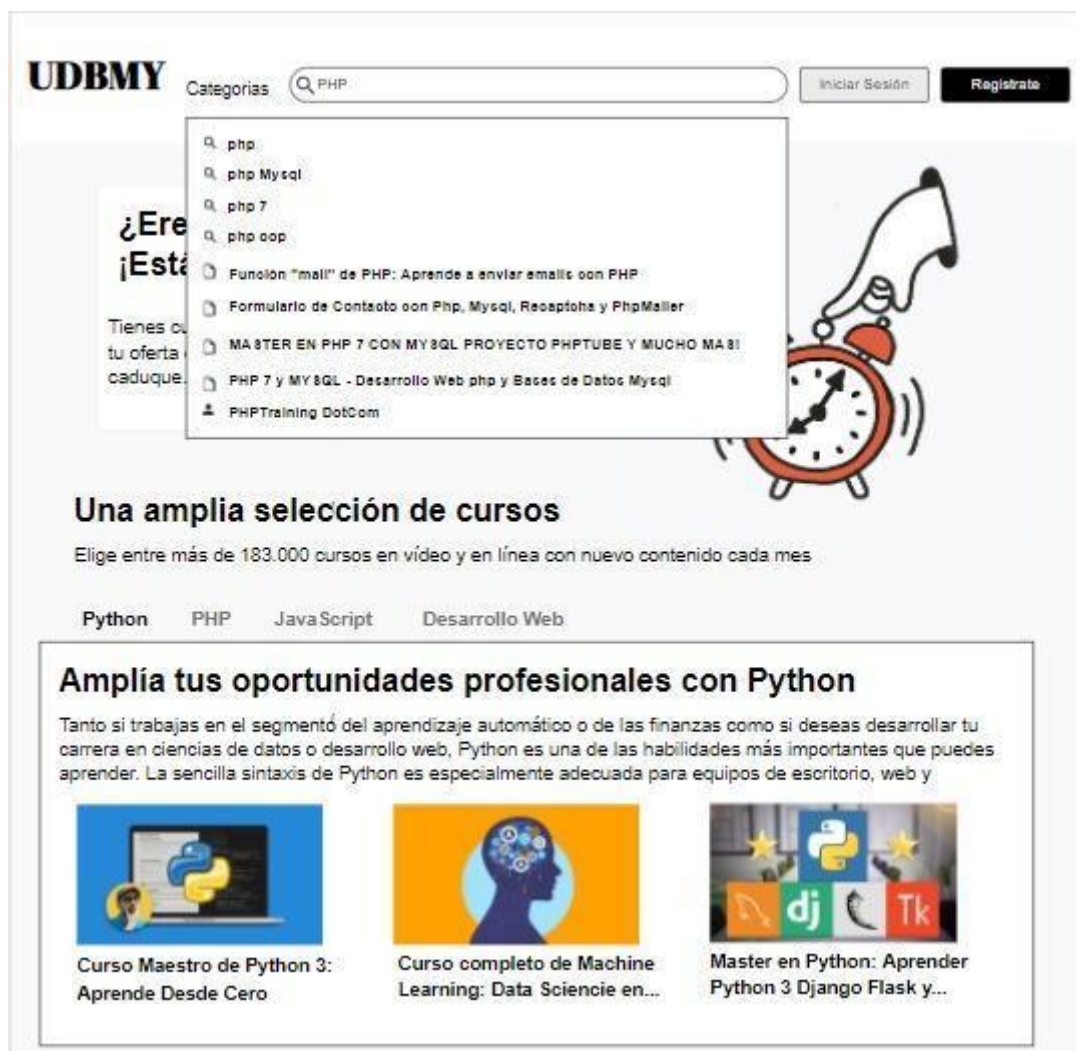 UDBMY
Categorias
PHP
Iniciar Sesión
Registrate
php
php Mysql
php 7
php oop
Función "mail" de PHP: Aprende a enviar emails con PHP
Formulario de Contacto con Php, Mysql, Recaptcha y PhpMailer
MASTER EN PHP 7 CON MYSQL PROYECTO PHPTUBE Y MUCHO MAS!
PHP 7 y MYSQL - Desarrollo Web php y Bases de Datos Mysql
PHPTraining DotCom
¿Ere
¡Está
Tienes cu
tu oferta
caduque.
Una amplia selección de cursos
Elige entre más de 183.000 cursos en vídeo y en línea con nuevo contenido cada mes
Python PHP JavaScript Desarrollo Web
Amplía tus oportunidades profesionales con Python
Tanto si trabajas en el segmentó del aprendizaje automático o de las finanzas como si deseas desarrollar tu
carrera en ciencias de datos o desarrollo web, Python es una de las habilidades más importantes que puedes
aprender. La sencilla sintaxis de Python es especialmente adecuada para equipos de escritorio, web y
dj
Tk
Curso Maestro de Python 3:
Aprende Desde Cero
Curso completo de Machine
Learning: Data Sciencie en...
Master en Python: Aprender
Python 3 Django Flask y...